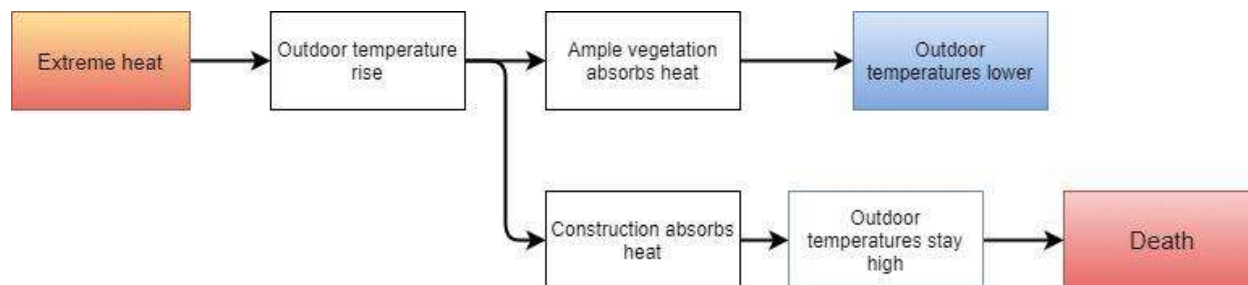 Extreme heat
Outdoor temperature
rise
Ample vegetation
absorbs heat
Outdoor
temperatures lower
Construction absorbs
heat
Outdoor
temperatures stay
high
Death